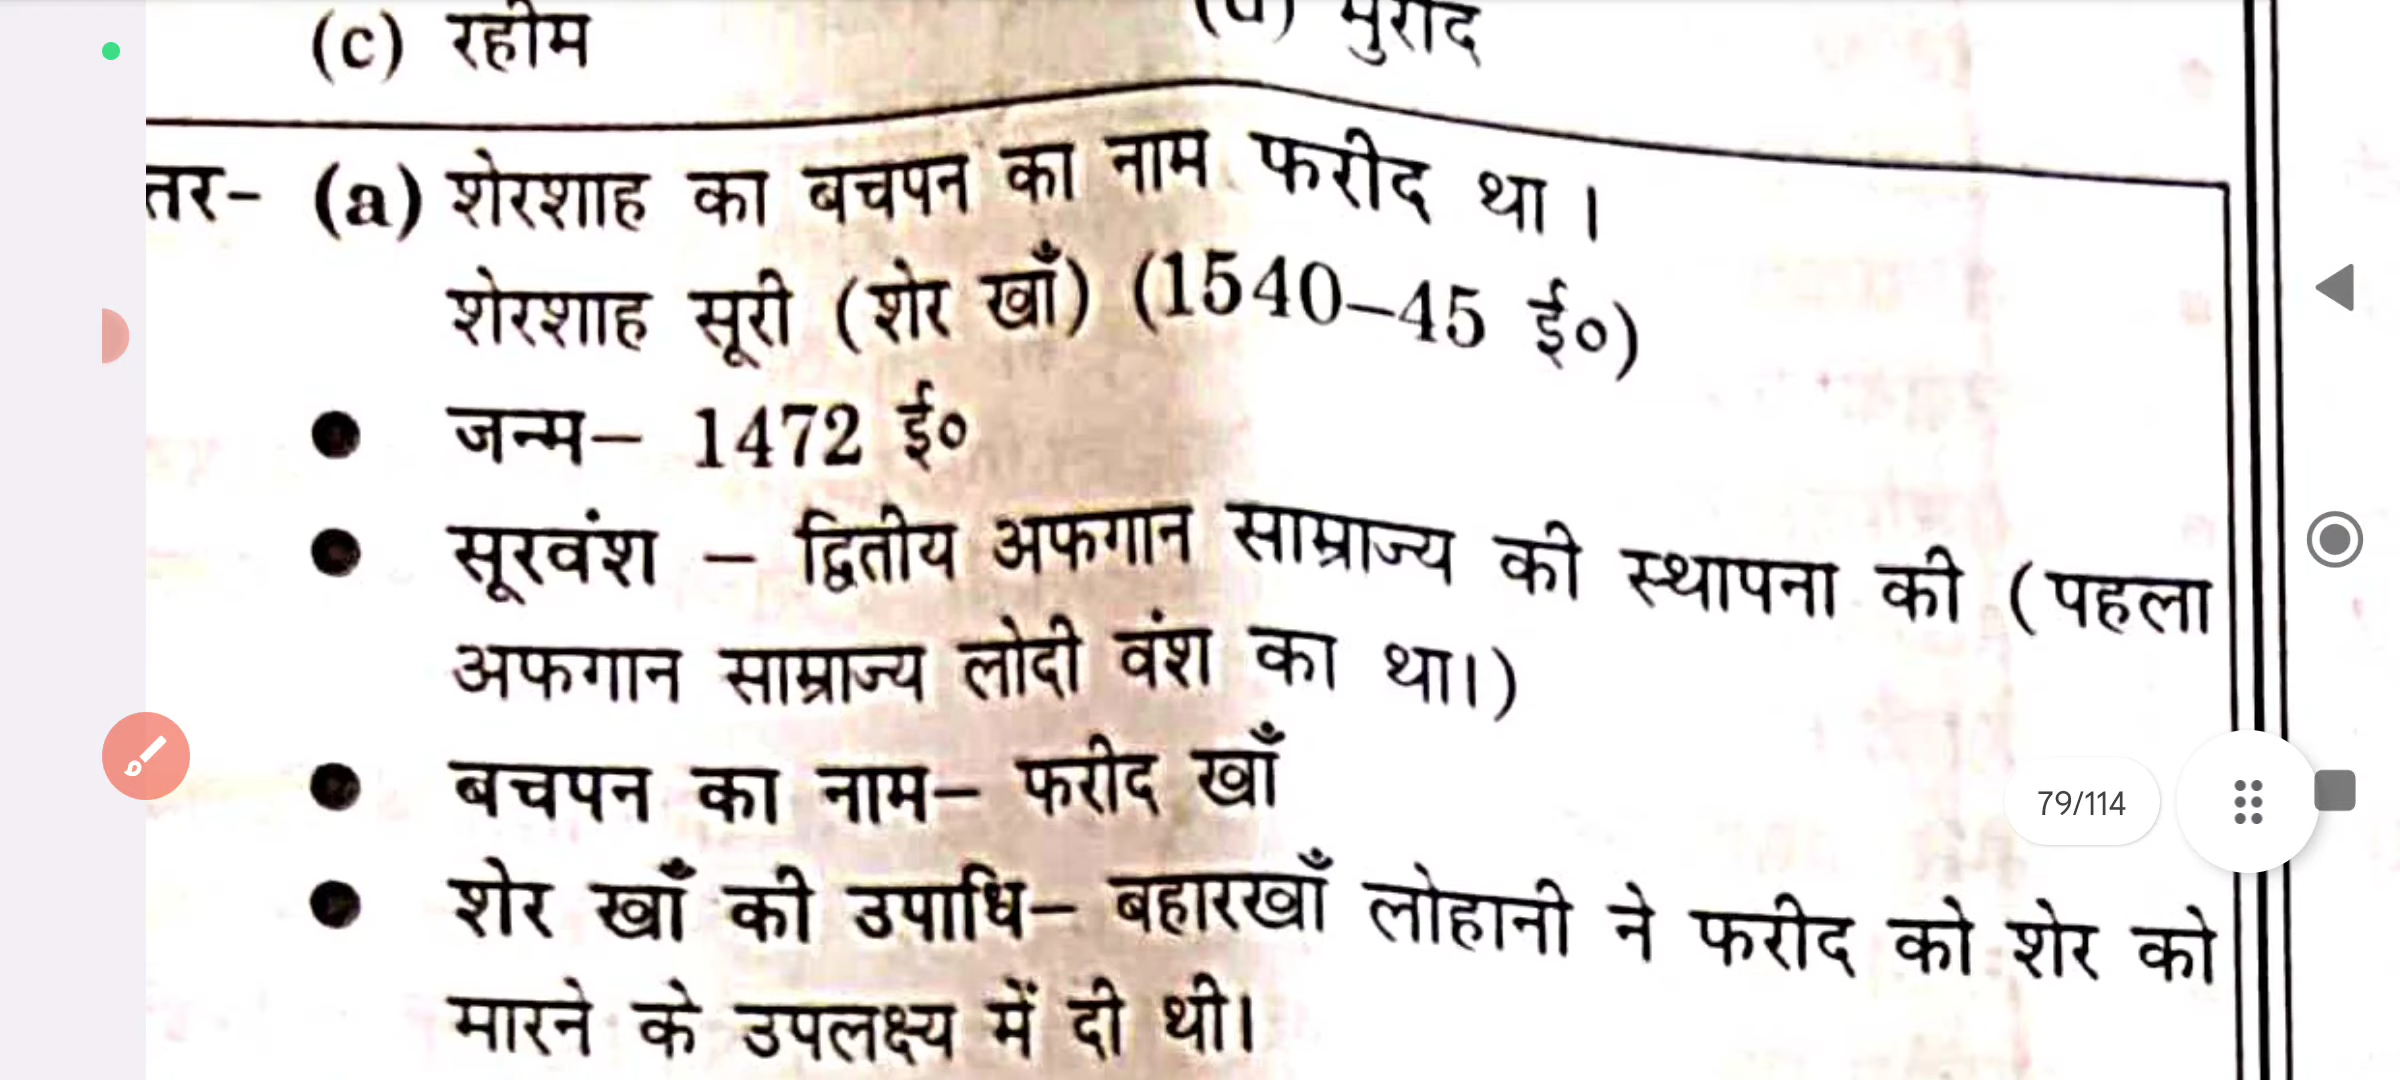 (c) रहीम (d) मुराद
तर- (a) शेरशाह का बचपन का नाम फरीद था ।
शेरशाह सूरी (शेर खाँ) (1540–45 ई०)
● जन्म– 1472 ई०
● सूरवंश – द्वितीय अफगान साम्राज्य की स्थापना की (पहला
अफगान साम्राज्य लोदी वंश का था।)
● बचपन का नाम– फरीद खाँ
79/114
● शेर खाँ की उपाधि– बहारखाँ लोहानी ने फरीद को शेर को
मारने के उपलक्ष्य में दी थी।